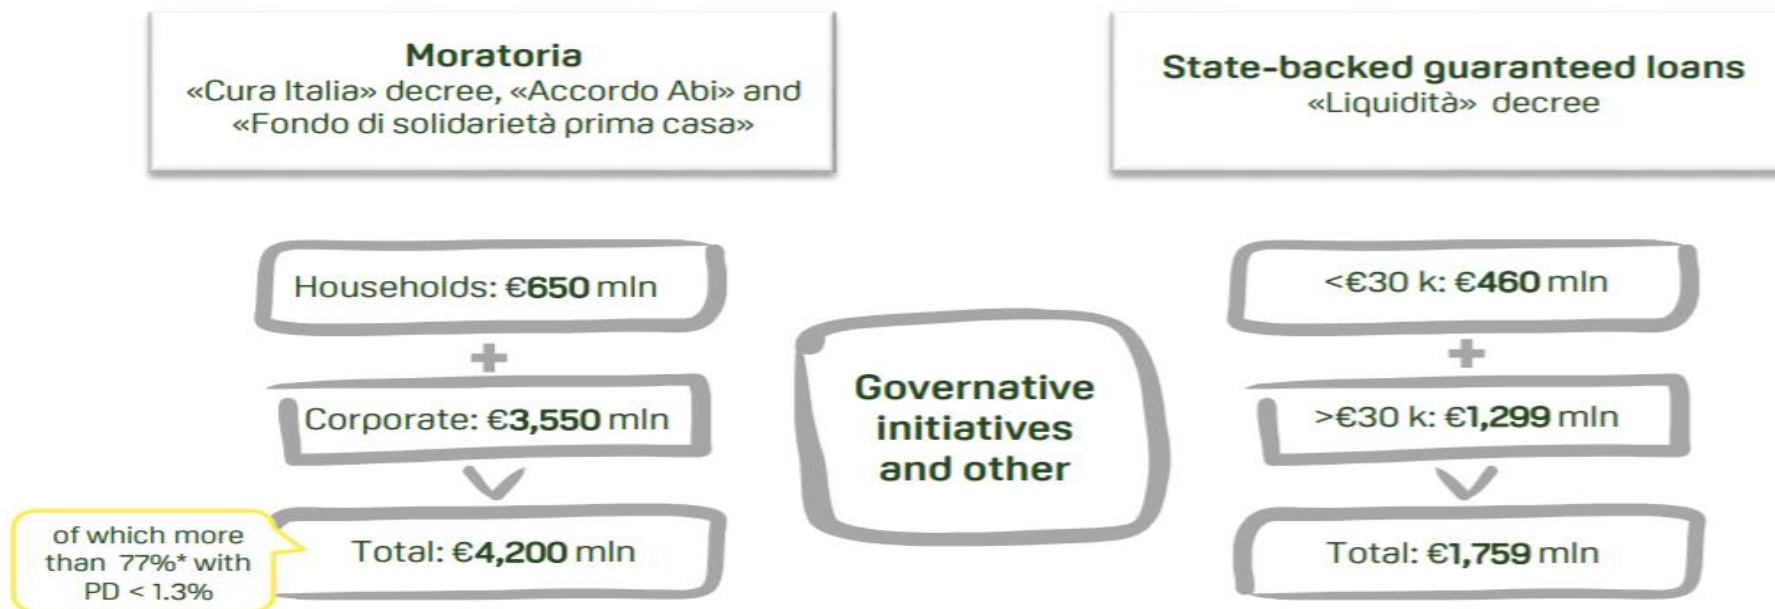 Moratoria
«Cura Italia» decree, «Accordo Abi» and
«Fondo di solidarietà prima casa»
State-backed guaranteed loans
«Liquidità» decree
Households: €650 mln
+
Corporate: €3,550 mln
of which more
than 77%* with
PD < 1.3%
Total: €4,200 mln
Governative
initiatives
and other
<€30 k: €460 mln
+
>€30 k: €1,299 mln
Total: €1,759 mln